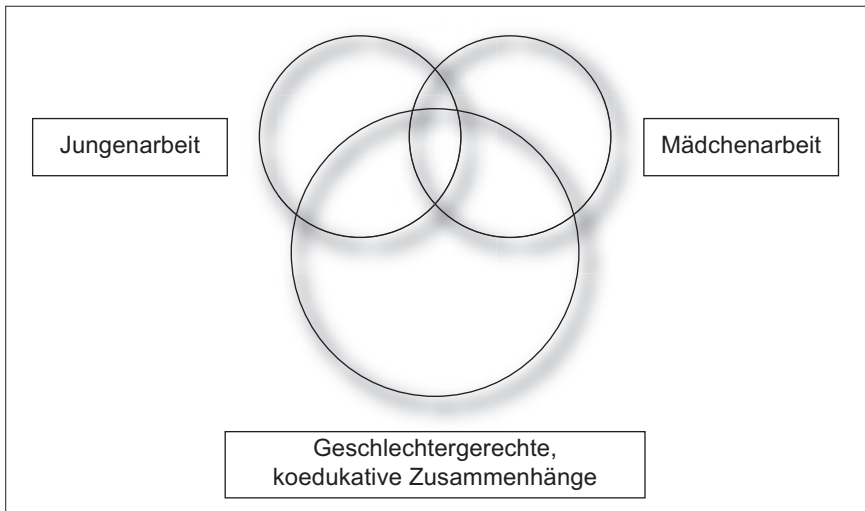 Jungenarbeit
Mädchenarbeit
Geschlechtergerechte,
koedukative Zusammenhänge